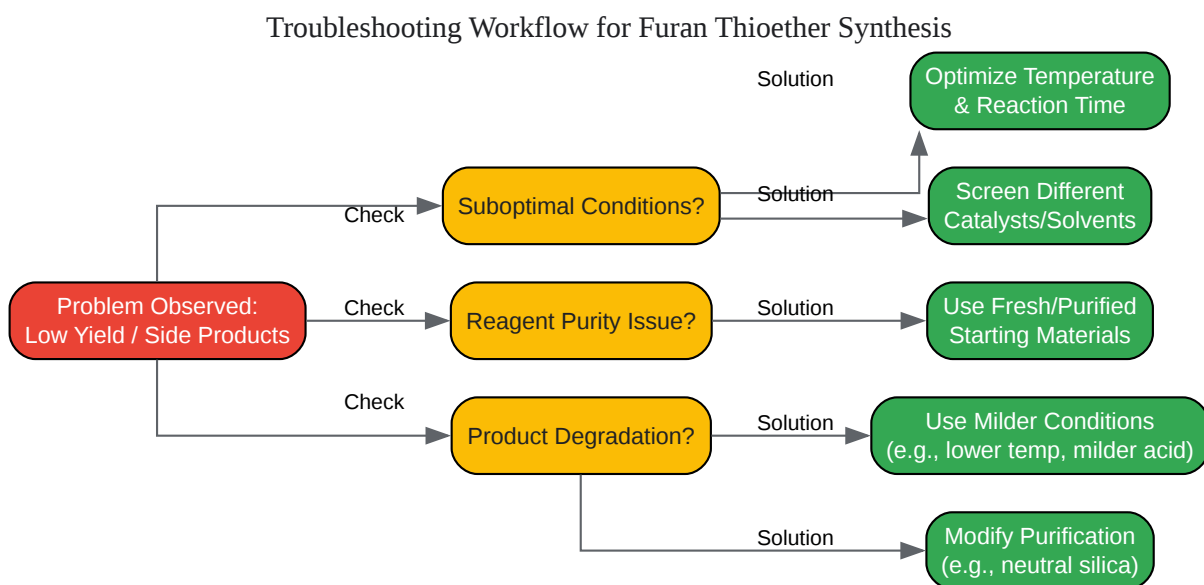 Troubleshooting Workflow for Furan Thioether Synthesis
Solution
Optimize Temperature
& Reaction Time
Suboptimal Conditions?
Solution
Screen Different
Catalysts/Solvents
Check
Problem Observed:
Low Yield / Side Products
Check
Reagent Purity Issue?
Solution
Use Fresh/Purified
Starting Materials
Check
Product Degradation?
Solution
Use Milder Conditions
(e.g., lower temp, milder acid)
Solution
Modify Purification
(e.g., neutral silica)